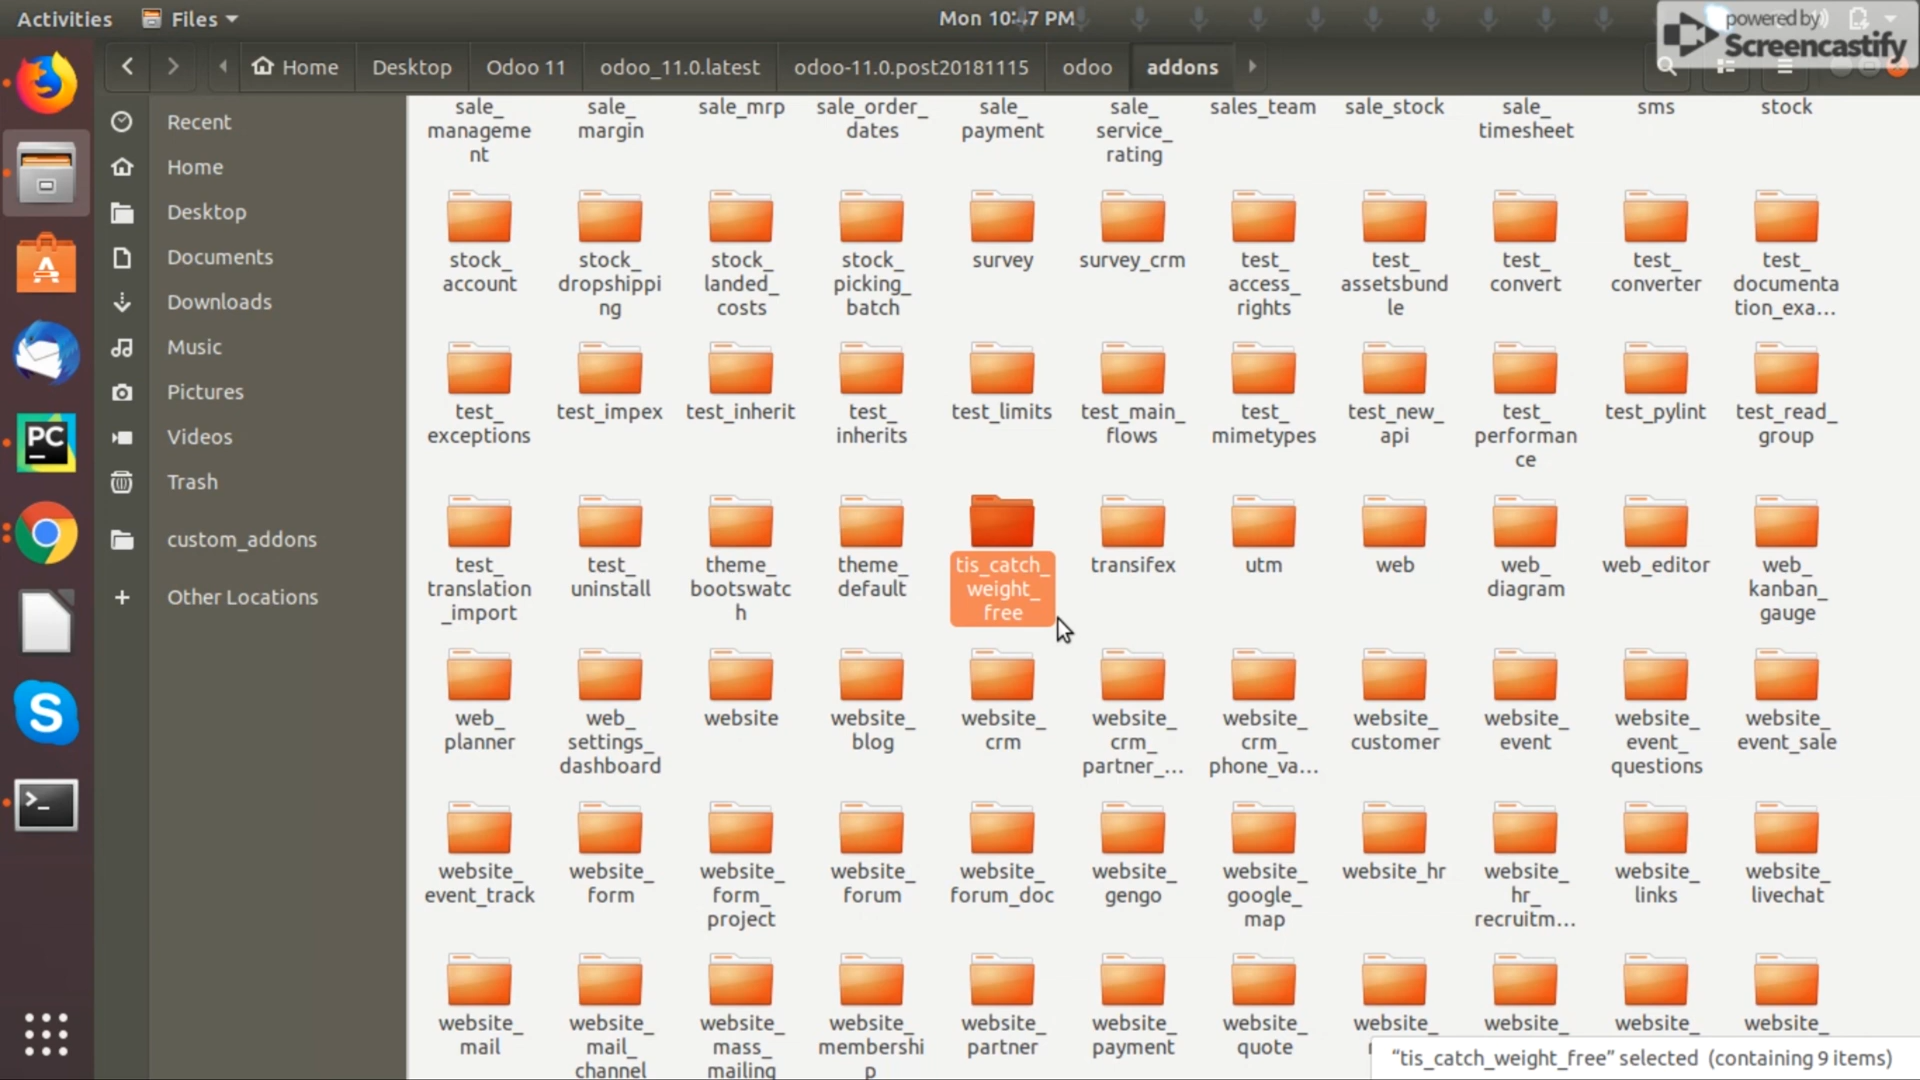 Activities Files Mon 10:47 PM
powered by
Screencastify
Home Desktop Odoo 11 odoo_11.0.latest odoo-11.0.post20181115 odoo addons
Recent
Home
Desktop
Documents
Downloads
Music
Pictures
Videos
Trash
custom_addons
Other Locations
sale_ sale_ sale_mrp sale_order_ sale_ sale_ sales_team sale_stock sale_ sms stock
manageme margin dates payment service_ timesheet
nt rating
stock_ stock_ stock_ stock_ survey survey_crm test_ test_ test_ test_ test_
account dropshippi landed_ picking_ access_ assetsbund convert converter documenta
ng costs batch rights le tion_exa...
test_ test_impex test_inherit test_ test_limits test_main_ test_ test_new_ test_ test_pylint test_read_
exceptions inherits flows mimetypes api performan group
ce
test_ test_ theme_ theme_ tis_catch_ transifex utm web web_ web_editor web_
translation uninstall bootswatc default weight_ diagram kanban_
_import h free gauge
web_ web_ website website_ website_ website_ website_ website_ website_ website_ website_
planner settings_ blog crm crm_ crm_ customer event event_ event_sale
dashboard partner_... phone_va... questions
website_ website_ website_ website_ website_ website_ website_ website_hr website_ website_ website_
event_track form form_ forum forum_doc gengo google_ hr_ links livechat
project map recruitm...
website_ website_ website_ website_ website_ website_ website_ website_ website_ website_ website_
mail mail_ mass_ membershi partner payment quote
channel mailing p
“tis_catch_weight_free” selected (containing 9 items)